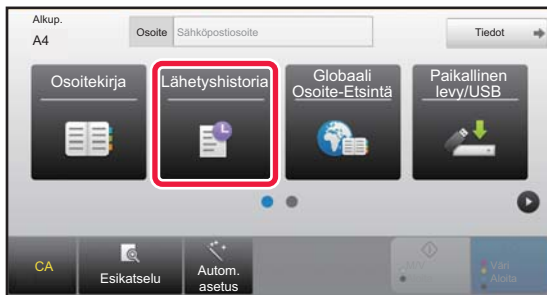 Alkup.
A4
Osoite
Sähköpostiosoite
Tiedot
Osoitekirja
Lähetyshistoria
Globaali
Osoite-Etsintä
Paikallinen
levy/USB
CA
Esikatselu
Autom.
asetus
Väri
Aloita